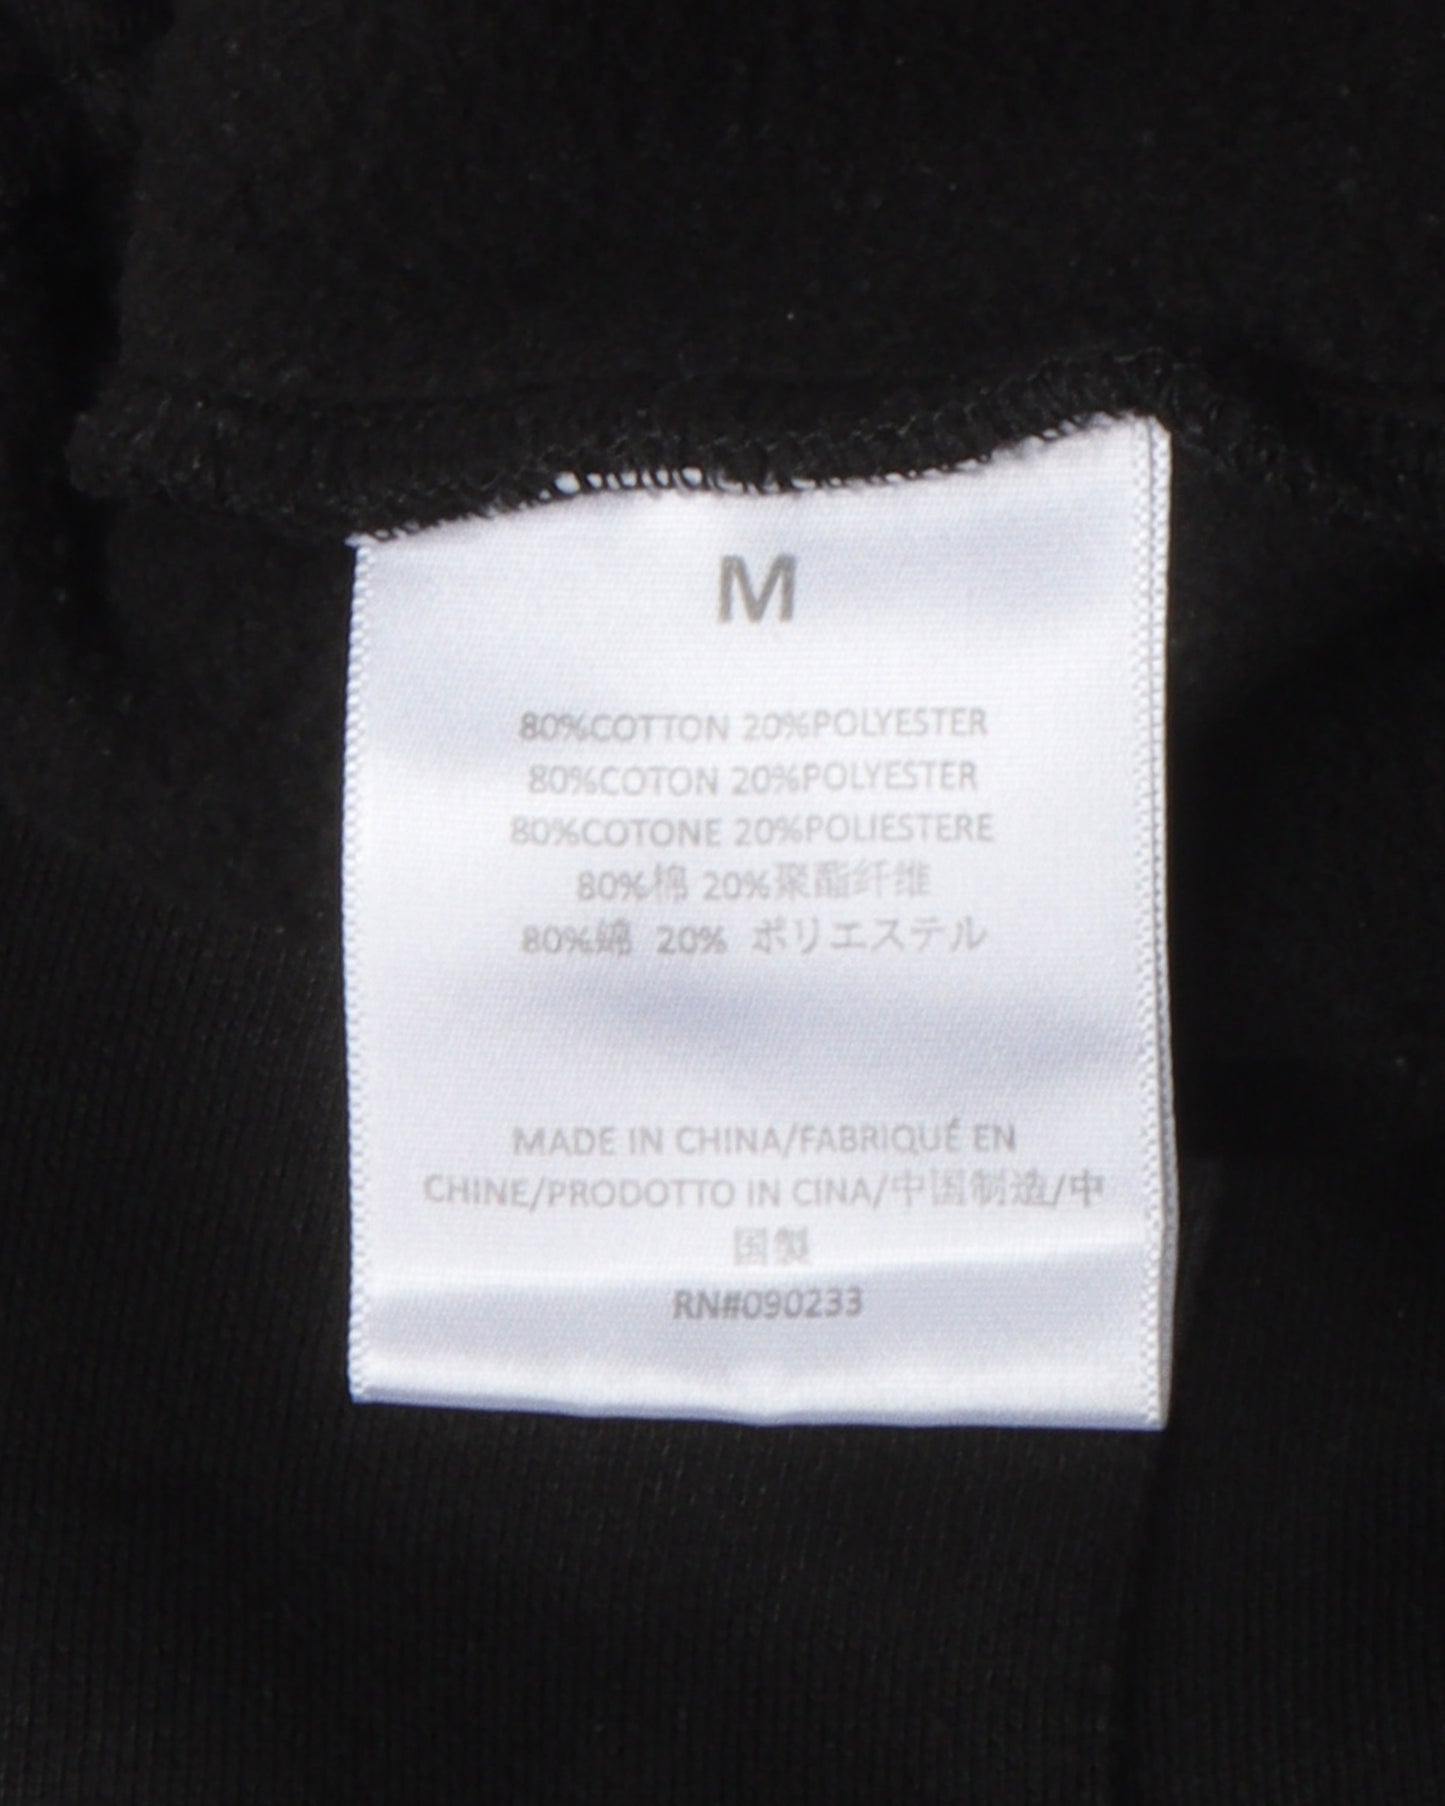 M
80%COTTON 20%POLYESTER
80%COTON 20%POLYESTER
80%COTONE 20%POLIESTERE
80%棉 20%聚酯纤维
80%綿 20% ポリエステル
MADE IN CHINA/FABRIQUÉ EN
CHINE/PRODOTTO IN CINA/中国制造/中
国製
RN#090233